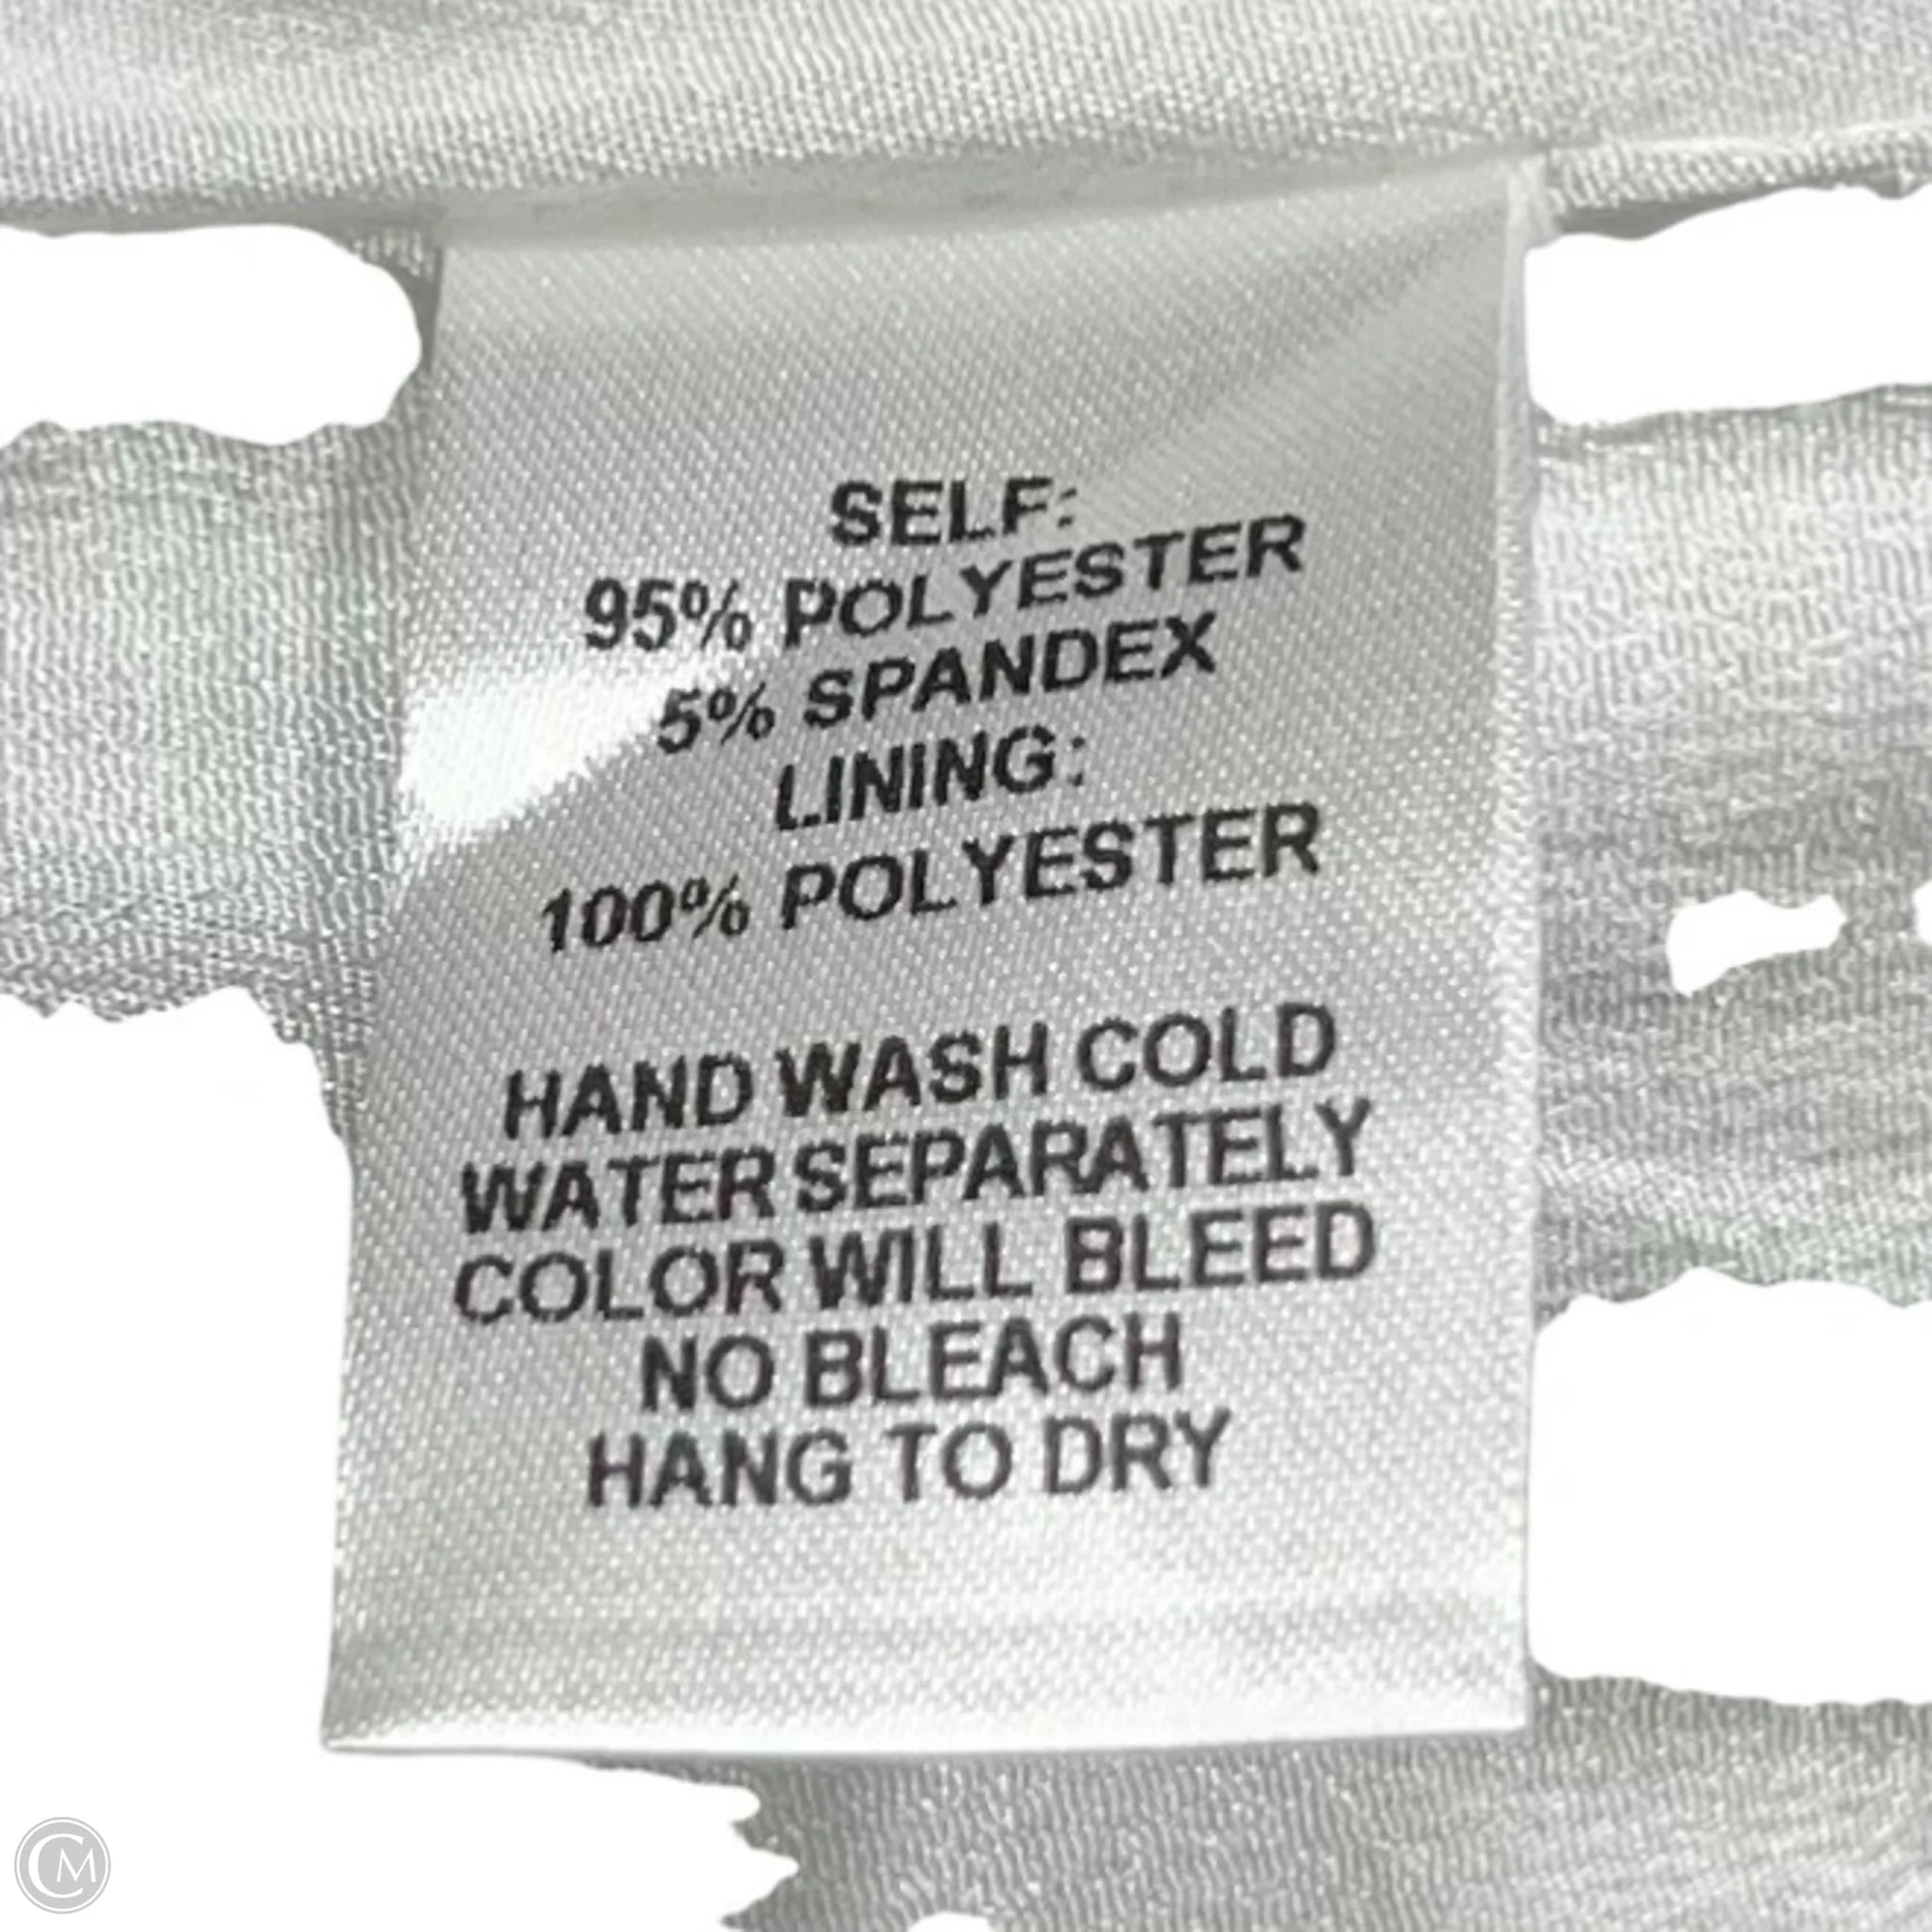 SELF:
95% POLYESTER
5% SPANDEX
LINING:
100% POLYESTER
HAND WASH COLD
WATER SEPARATELY
COLOR WILL BLEED
NO BLEACH
HANG TO DRY
CM